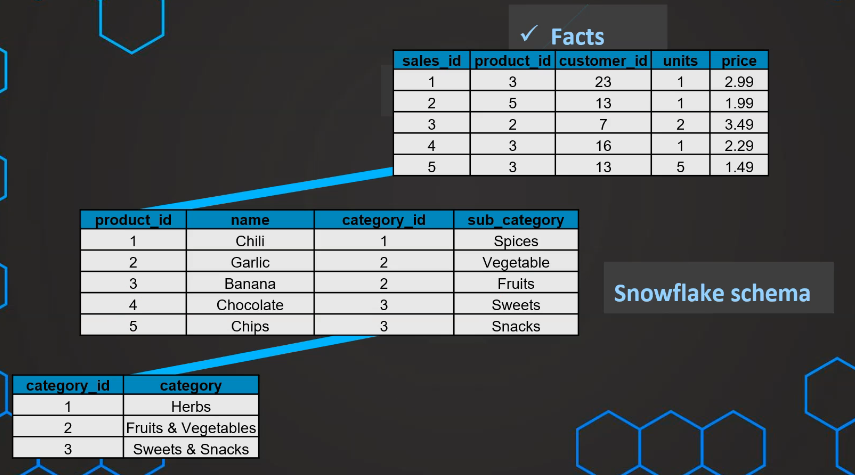 ✓ Facts
sales_id product_id customer_id units price
1 3 23 1 2.99
2 5 13 1 1.99
3 2 7 2 3.49
4 3 16 1 2.29
5 3 13 5 1.49
product_id name category_id sub_category
1 Chili 1 Spices
2 Garlic 2 Vegetable
3 Banana 2 Fruits
4 Chocolate 3 Sweets
5 Chips 3 Snacks
Snowflake schema
category_id category
1 Herbs
2 Fruits & Vegetables
3 Sweets & Snacks